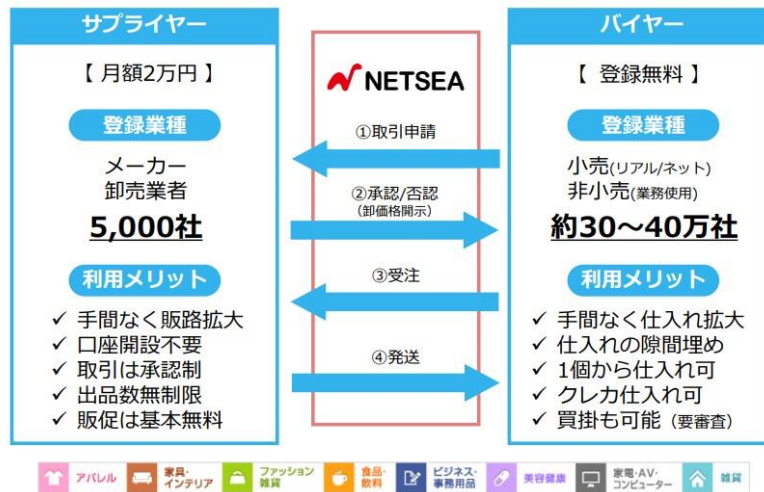 サプライヤー
【 月額2万円 】
登録業種
メーカー
卸売業者
5,000社
利用メリット
✓ 手間なく販路拡大
✓ 口座開設不要
✓ 取引は承認制
✓ 出品数無制限
✓ 販促は基本無料
NETSEA
①取引申請
②承認/否認
(卸価格開示)
③受注
④発送
バイヤー
【 登録無料 】
登録業種
小売(リアル/ネット)
非小売(業務使用)
約30～40万社
利用メリット
✓ 手間なく仕入れ拡大
✓ 仕入れの隙間埋め
✓ 1個から仕入れ可
✓ クレカ仕入れ可
✓ 買掛も可能（要審査）
アパレル
家具・
インテリア
ファッション
雑貨
食品・
飲料
ビジネス・
事務用品
美容健康
家電・AV・
コンピューター
雑貨